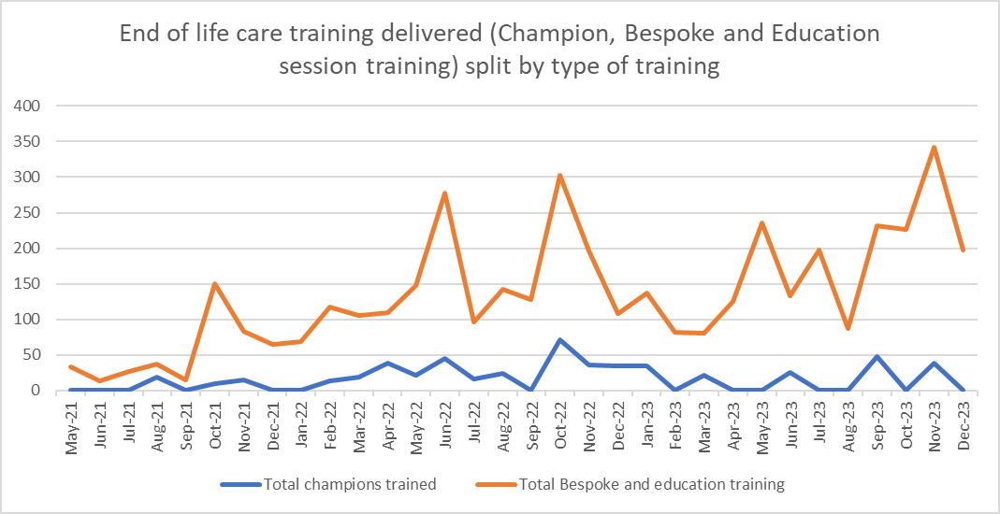 End of life care training delivered (Champion, Bespoke and Education
session training) split by type of training
400
350
300
250
200
150
100
50
0
May-21
Jun-21
Jul-21
Aug-21
Sep-21
Oct-21
Nov-21
Dec-21
Jan-22
Feb-22
Mar-22
Apr-22
May-22
Jun-22
Jul-22
Aug-22
Sep-22
Oct-22
Nov-22
Dec-22
Jan-23
Feb-23
Mar-23
Apr-23
May-23
Jun-23
Jul-23
Aug-23
Sep-23
Oct-23
Nov-23
Dec-23
Total champions trained
Total Bespoke and education training